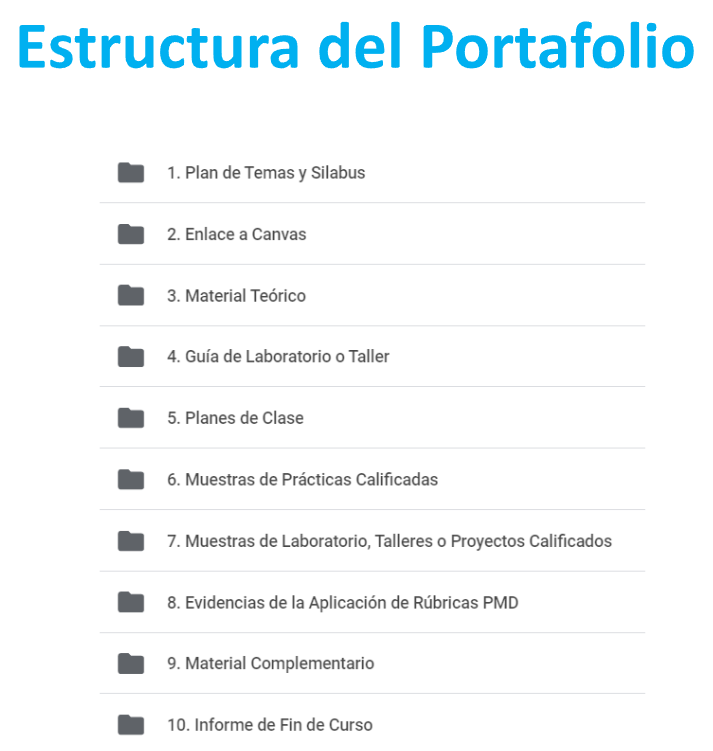 Estructura del Portafolio
1. Plan de Temas y Silabus
2. Enlace a Canvas
3. Material Teórico
4. Guía de Laboratorio o Taller
5. Planes de Clase
6. Muestras de Prácticas Calificadas
7. Muestras de Laboratorio, Talleres o Proyectos Calificados
8. Evidencias de la Aplicación de Rúbricas PMD
9. Material Complementario
10. Informe de Fin de Curso